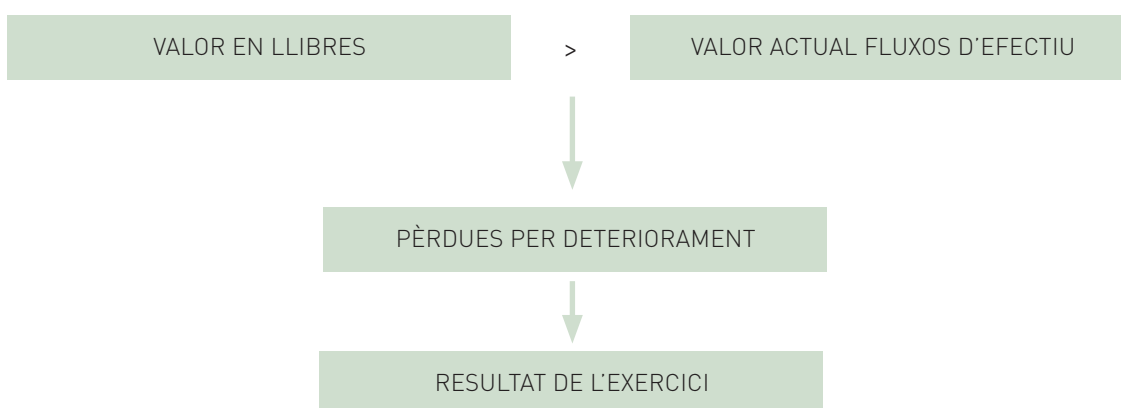 VALOR EN LLIBRES > VALOR ACTUAL FLUXOS D’EFECTIU
PÈRDUES PER DETERIORAMENT
RESULTAT DE L’EXERCICI